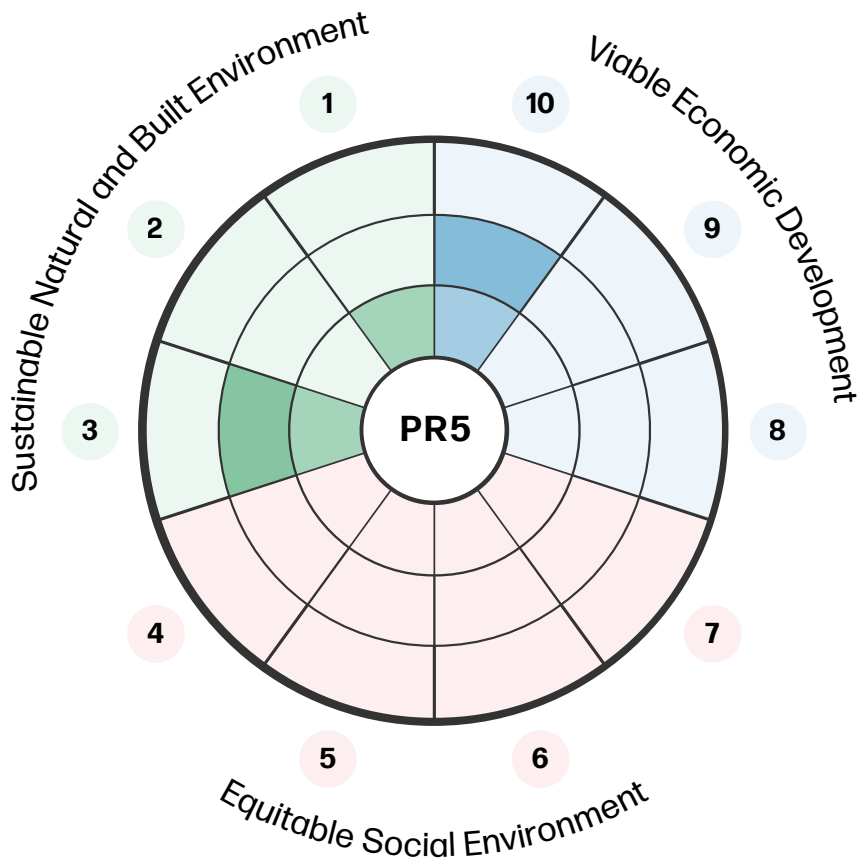 Sustainable Natural and Built Environment
Viable Economic Development
1
10
2
9
3
PR5
8
4
7
5
6
Equitable Social Environment